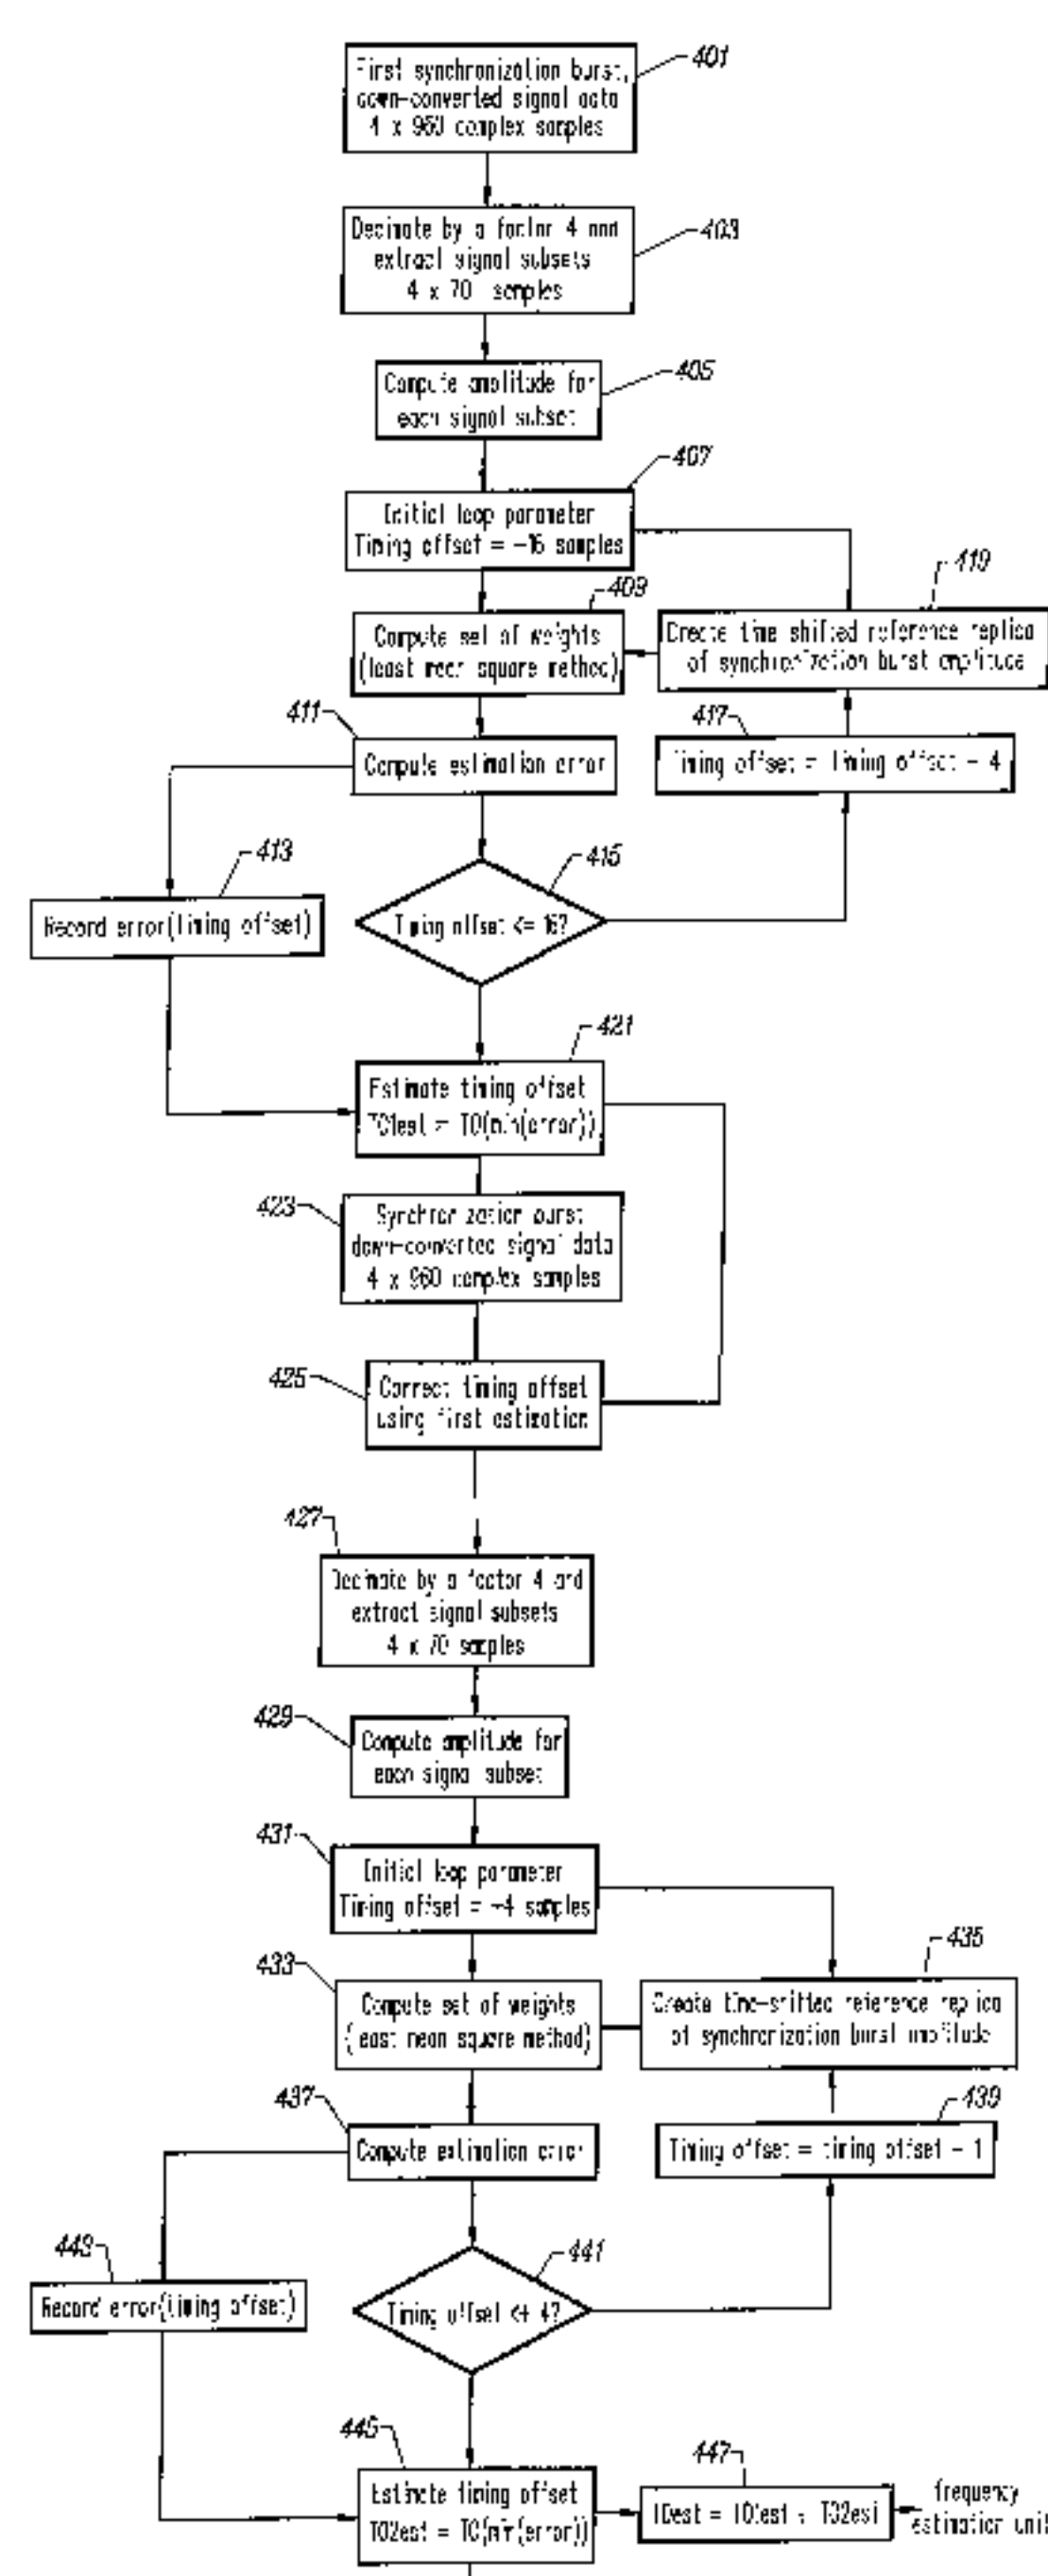 First synchronization burst,
down-converted signal data
4 x 960 complex samples
401
Decimate by a factor 4 and
extract signal subsets
4 x 70 samples
403
Compute amplitude for
each signal subset
405
407
Initial loop parameter
Timing offset = -16 samples
409
Compute set of weights
(least mean square method)
419
Create time shifted reference replica
of synchronization burst amplitude
411
Compute estimation error
417
Timing offset = timing offset - 4
413
Record error(timing offset)
415
Timing offset <= 16?
421
Estimate timing offset
TO1est = TO(min(error))
423
Synchronization burst
down-converted signal data
4 x 960 complex samples
425
Correct timing offset
using first estimation
427
Decimate by a factor 4 and
extract signal subsets
4 x 70 samples
429
Compute amplitude for
each signal subset
431
Initial loop parameter
Timing offset = -4 samples
433
Compute set of weights
(least mean square method)
435
Create time-shifted reference replica
of synchronization burst amplitude
437
Compute estimation error
439
Timing offset = timing offset - 1
443
Record error(timing offset)
441
Timing offset <= 4?
445
Estimate timing offset
TO2est = TO(min(error))
447
TOest = TO1est + TO2est
frequency
estimation unit